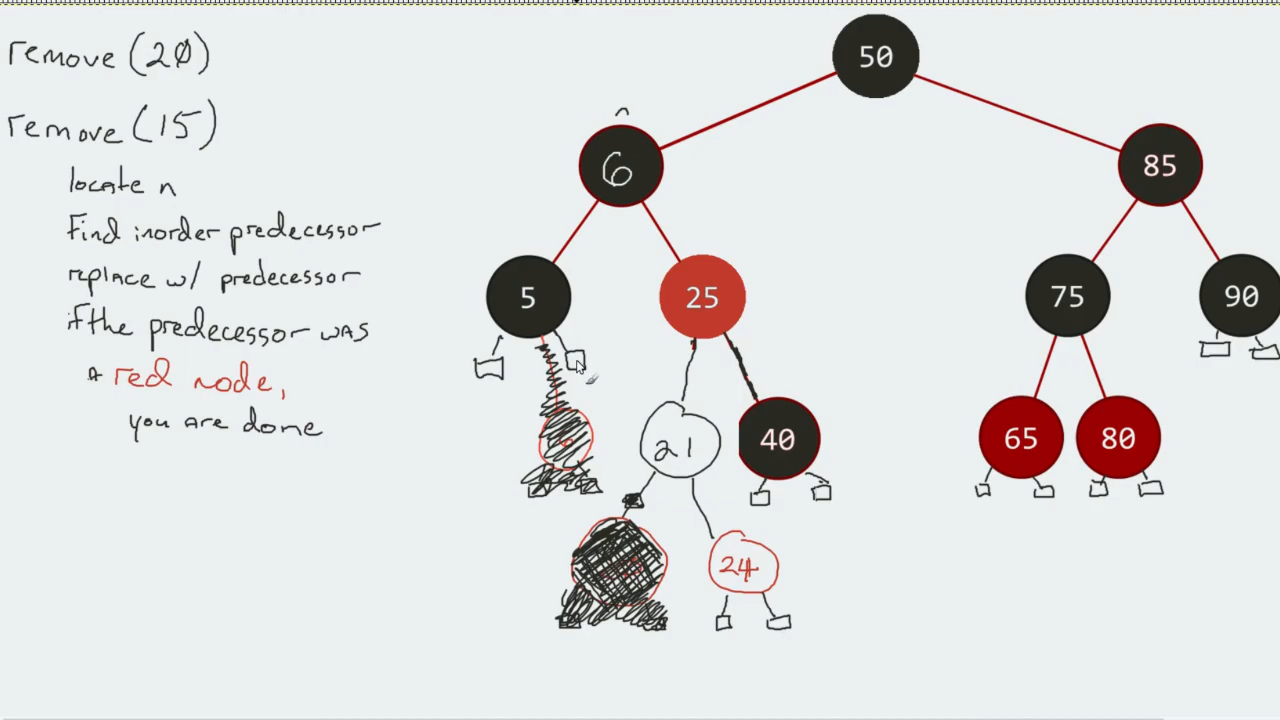 remove (20)
remove (15)
locate n
Find inorder predecessor
replace w/ predecessor
if the predecessor was
a red node,
you are done
50
n
6
85
5
25
75
90
21
40
65
80
24